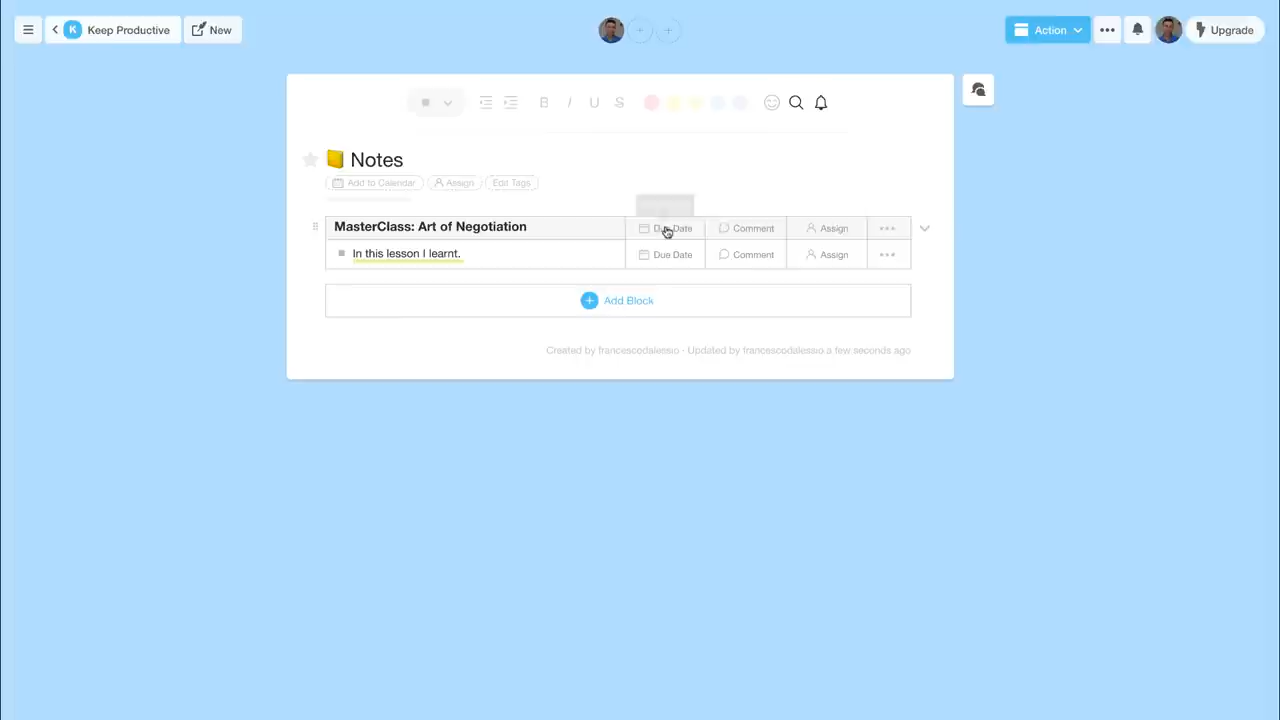 Keep Productive
New
Action
Upgrade
B I U S
Notes
Add to Calendar Assign Edit Tags
MasterClass: Art of Negotiation Due Date Comment Assign
In this lesson I learnt. Due Date Comment Assign
Add Block
Created by francescodalessio - Updated by francescodalessio a few seconds ago